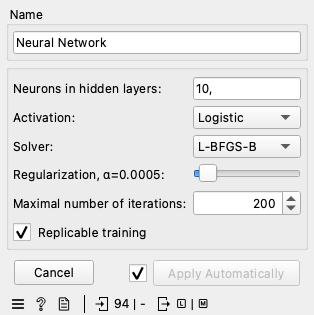 Name
Neural Network
Neurons in hidden layers: 10,
Activation: Logistic
Solver: L-BFGS-B
Regularization, α=0.0005:
Maximal number of iterations: 200
Replicable training
Cancel Apply Automatically
? 94 | - L | M